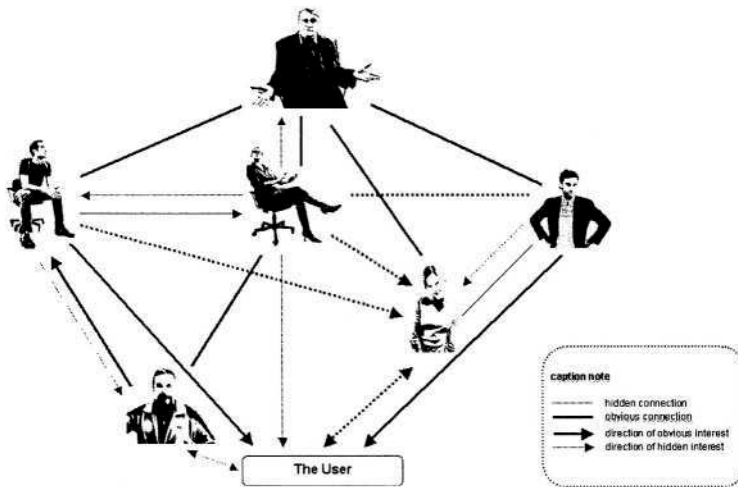 The User
caption note
hidden connection
obvious connection
direction of obvious interest
direction of hidden interest